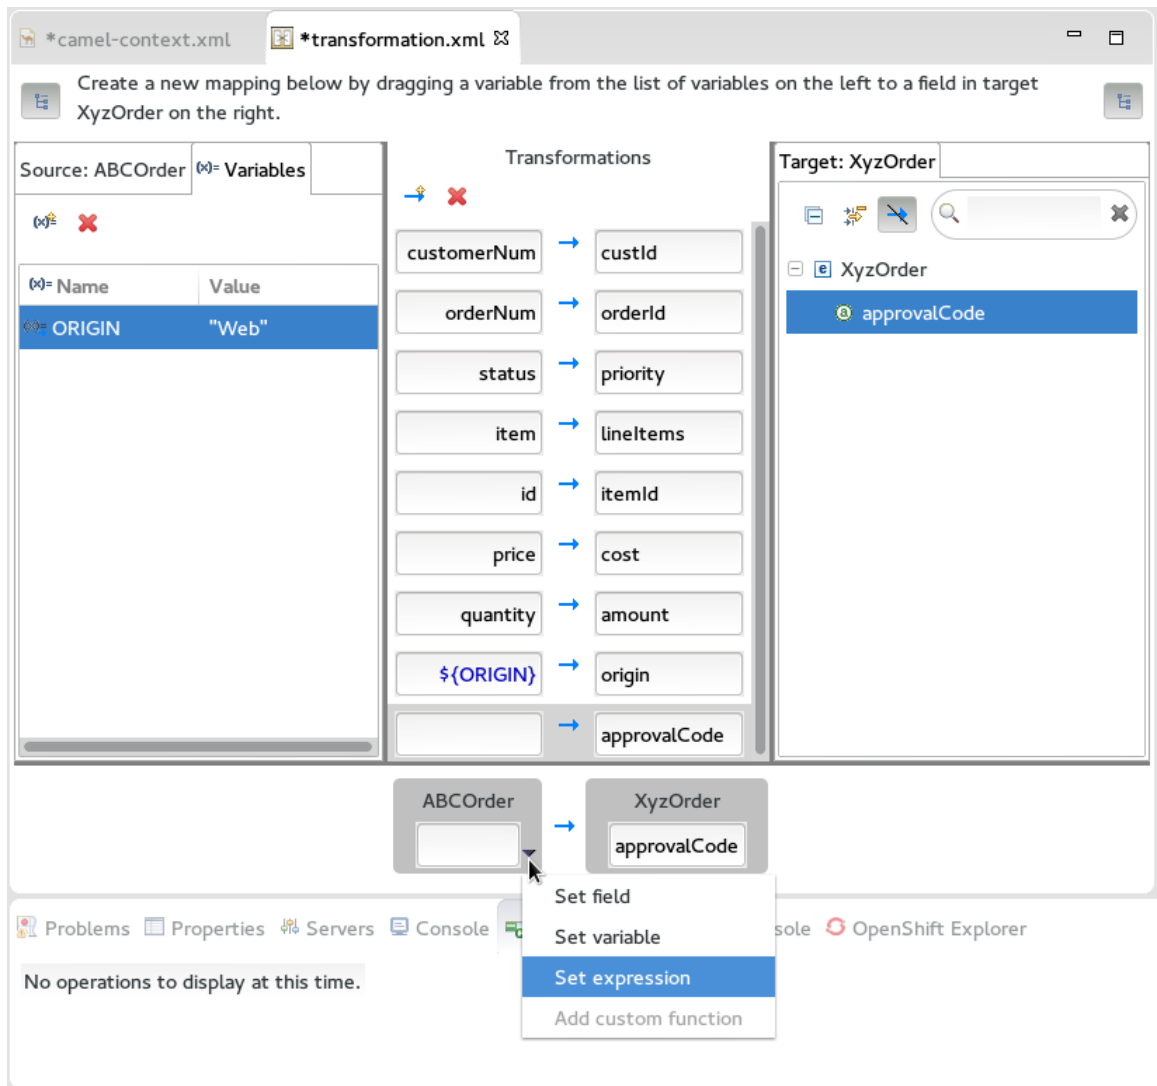 *camel-context.xml
*transformation.xml
Create a new mapping below by dragging a variable from the list of variables on the left to a field in target
XyzOrder on the right.
Source: ABCOrder
(x)= Variables
Transformations
Target: XyzOrder
(x)=
(x)= Name
Value
ORIGIN
"Web"
customerNum
custId
orderNum
orderId
status
priority
item
lineItems
id
itemId
price
cost
quantity
amount
${ORIGIN}
origin
approvalCode
e XyzOrder
a approvalCode
ABCOrder
XyzOrder
approvalCode
Set field
Set variable
Set expression
Add custom function
Problems
Properties
Servers
Console
sole
OpenShift Explorer
No operations to display at this time.